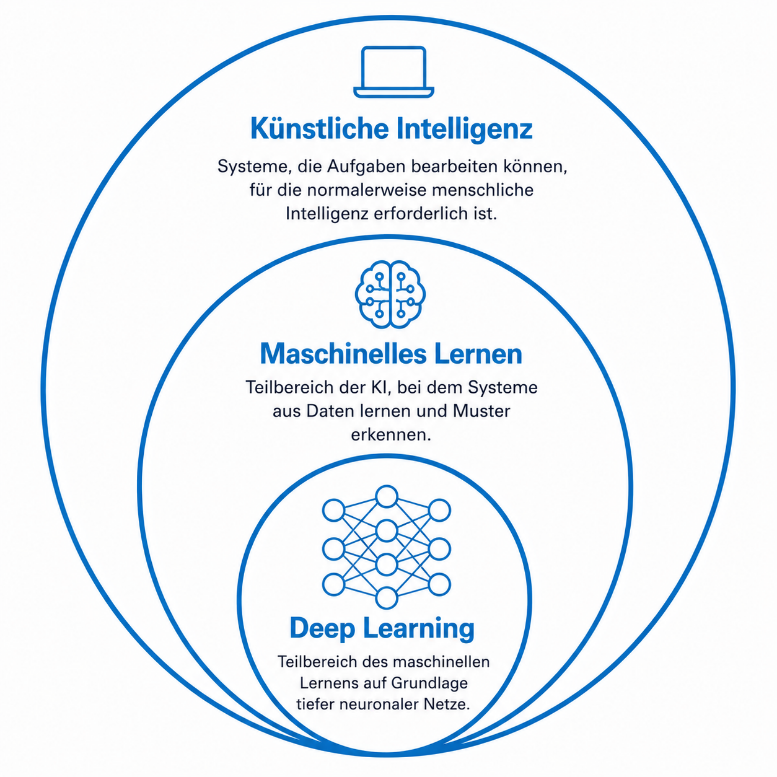 Künstliche Intelligenz
Systeme, die Aufgaben bearbeiten können,
für die normalerweise menschliche
Intelligenz erforderlich ist.
Maschinelles Lernen
Teilbereich der KI, bei dem Systeme
aus Daten lernen und Muster
erkennen.
Deep Learning
Teilbereich des maschinellen
Lernens auf Grundlage
tiefer neuronaler Netze.